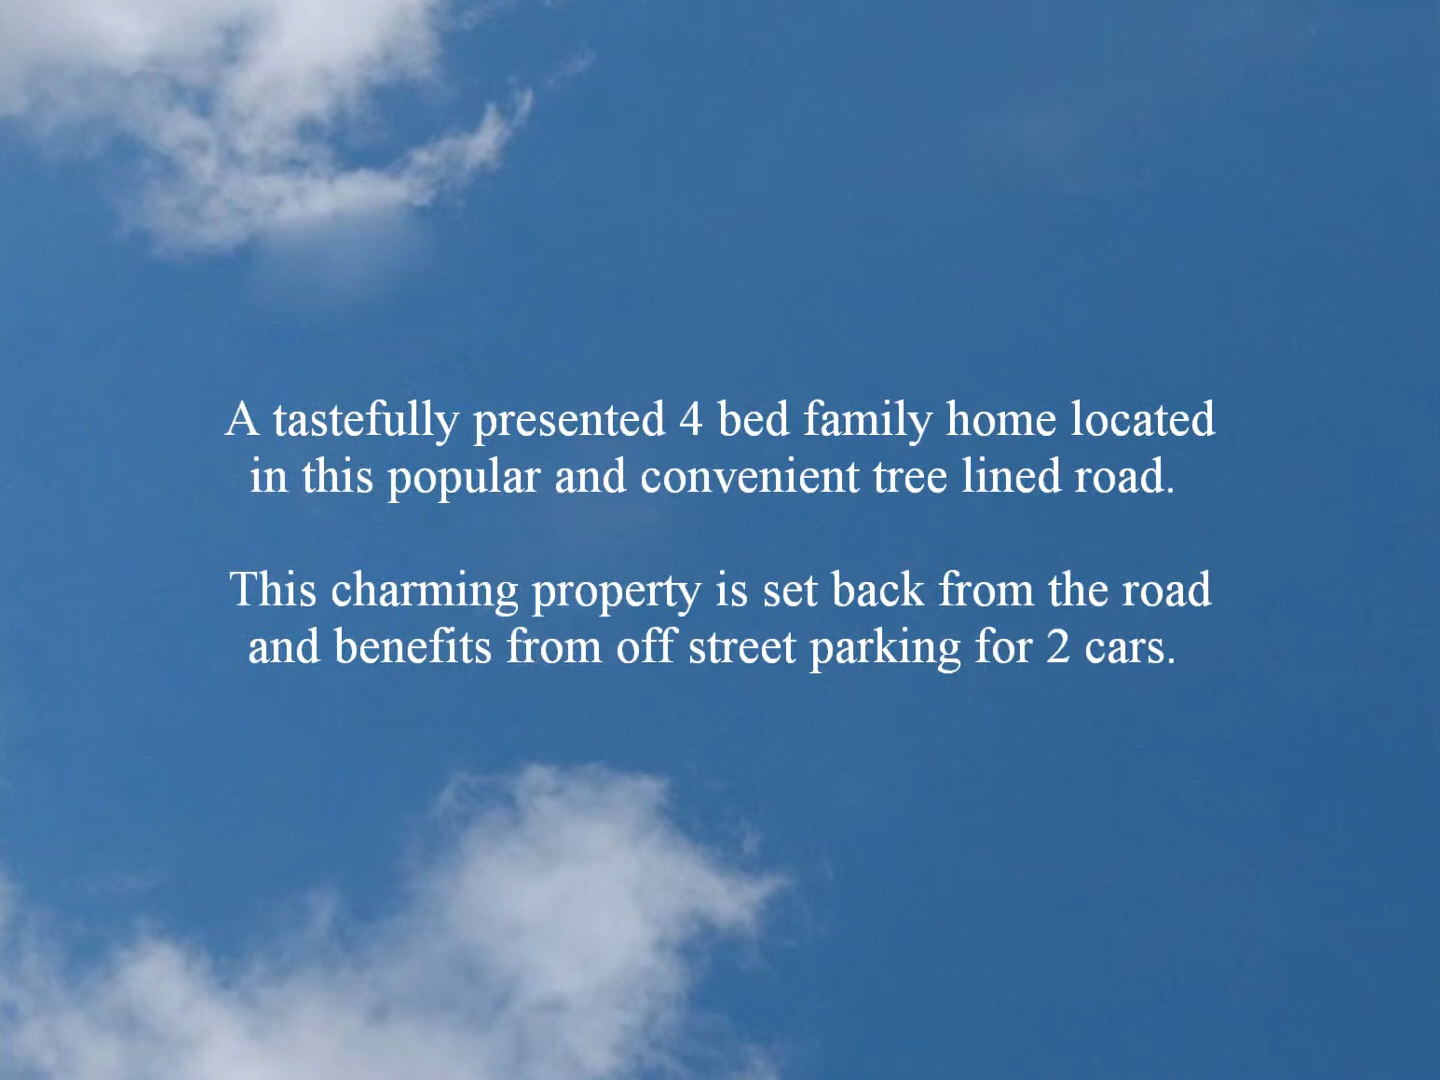 A tastefully presented 4 bed family home located
in this popular and convenient tree lined road.
This charming property is set back from the road
and benefits from off street parking for 2 cars.